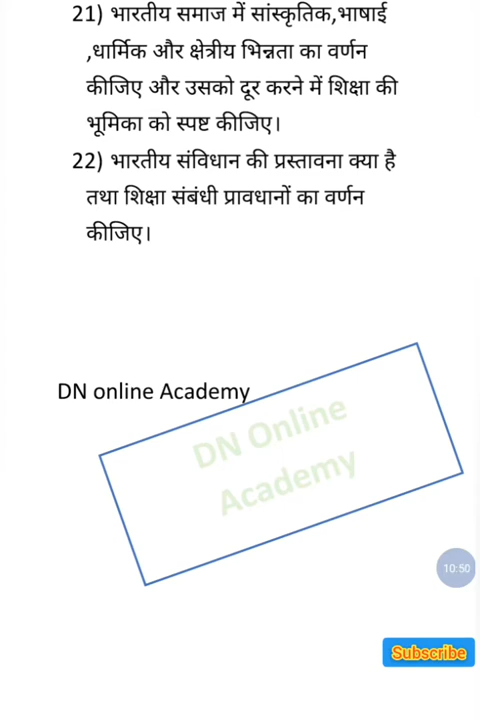 21) भारतीय समाज में सांस्कृतिक,भाषाई
,धार्मिक और क्षेत्रीय भिन्नता का वर्णन
कीजिए और उसको दूर करने में शिक्षा की
भूमिका को स्पष्ट कीजिए।
22) भारतीय संविधान की प्रस्तावना क्या है
तथा शिक्षा संबंधी प्रावधानों का वर्णन
कीजिए।
DN online Academy
DN Online
Academy
10:50
Subscribe